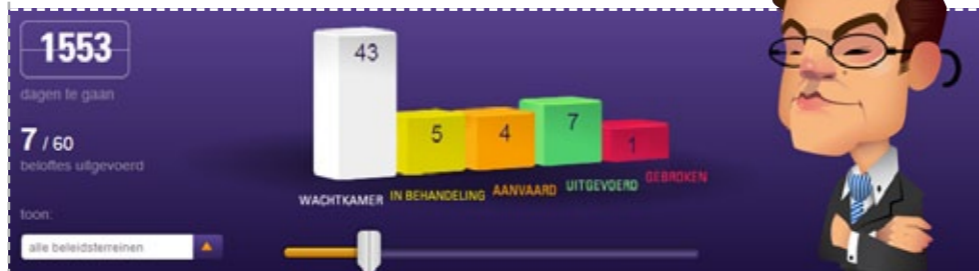 1553
dagen te gaan
7 / 60
beloftes uitgevoerd
toon:
alle beleidsterreinen
43
5
4
7
1
WACHTKAMER
IN BEHANDELING
AANVAARD
UITGEVOERD
GEBROKEN